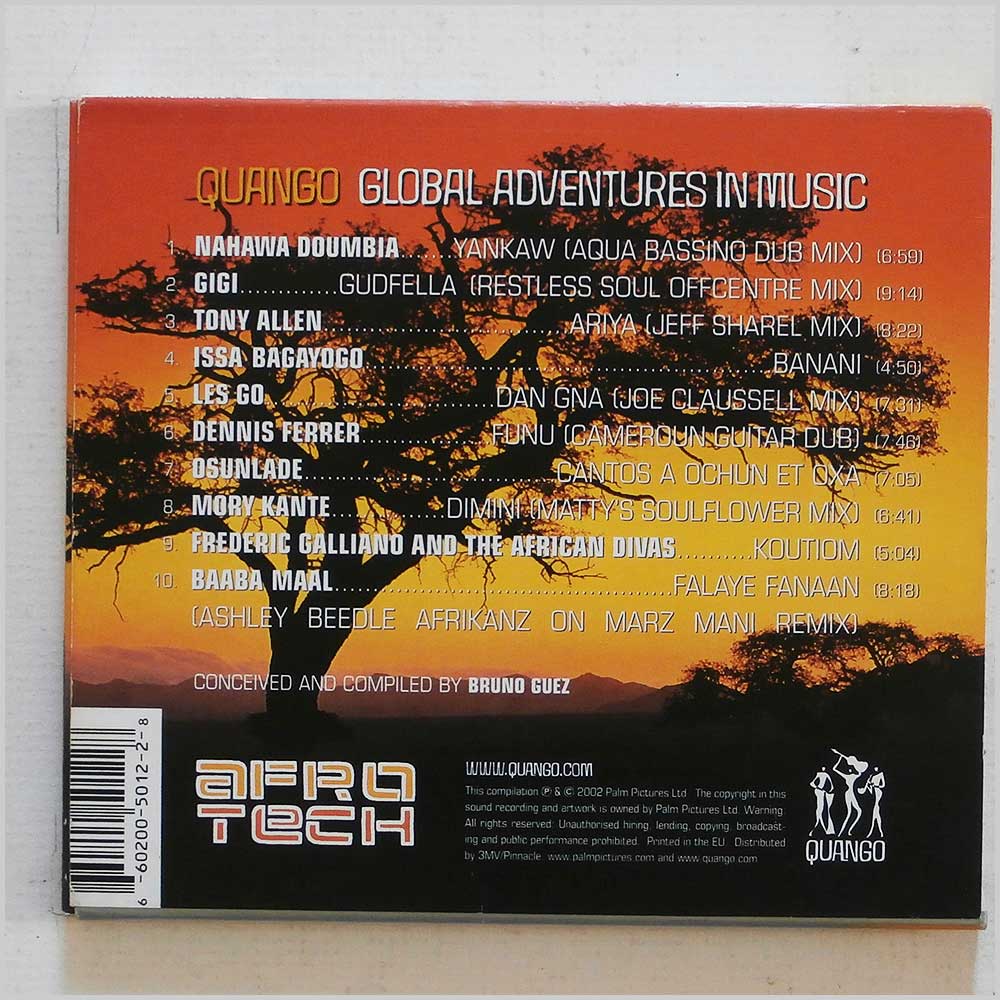 QUANGO GLOBAL ADVENTURES IN MUSIC
1. NAHAWA DOUMBIA.......YANKAW (AQUA BASSINO DUB MIX) (6:59)
2. GIGI.............GUDFELLA (RESTLESS SOUL OFFCENTRE MIX) (9:14)
3. TONY ALLEN................................ARIYA (JEFF SHAREL MIX) (8:22)
4. ISSA BAGAYOGO.....................................................BANANI (4:50)
5. LES GO..............................DAN GNA (JOE CLAUSSELL MIX) (7:31)
6. DENNIS FERRER.................FUNU (CAMEROUN GUITAR DUB) (7:46)
7. OSUNLADE................................CANTOS A OCHUN ET OXA (7:05)
8. MORY KANTE...............DIMINI (MATTY'S SOULFLOWER MIX) (6:41)
9. FREDERIC GALLIANO AND THE AFRICAN DIVAS..........KOUTIOM (5:04)
10. BAABA MAAL...........................................FALAYE FANAAN (8:18)
(ASHLEY BEEDLE AFRIKANZ ON MARZ MANI REMIX)
CONCEIVED AND COMPILED BY BRUNO GUEZ
AFRO
TECH
WWW.QUANGO.COM
This compilation ℗ & © 2002 Palm Pictures Ltd The copyright in this
sound recording and artwork is owned by Palm Pictures Ltd. Warning:
All rights reserved. Unauthorised hiring, lending, copying, broadcast-
ing and public performance prohibited. Printed in the EU Distributed
by 3MV/Pinnacle. www.palmpictures.com and www.quango.com
QUANGO
6-60200-5012-2-8